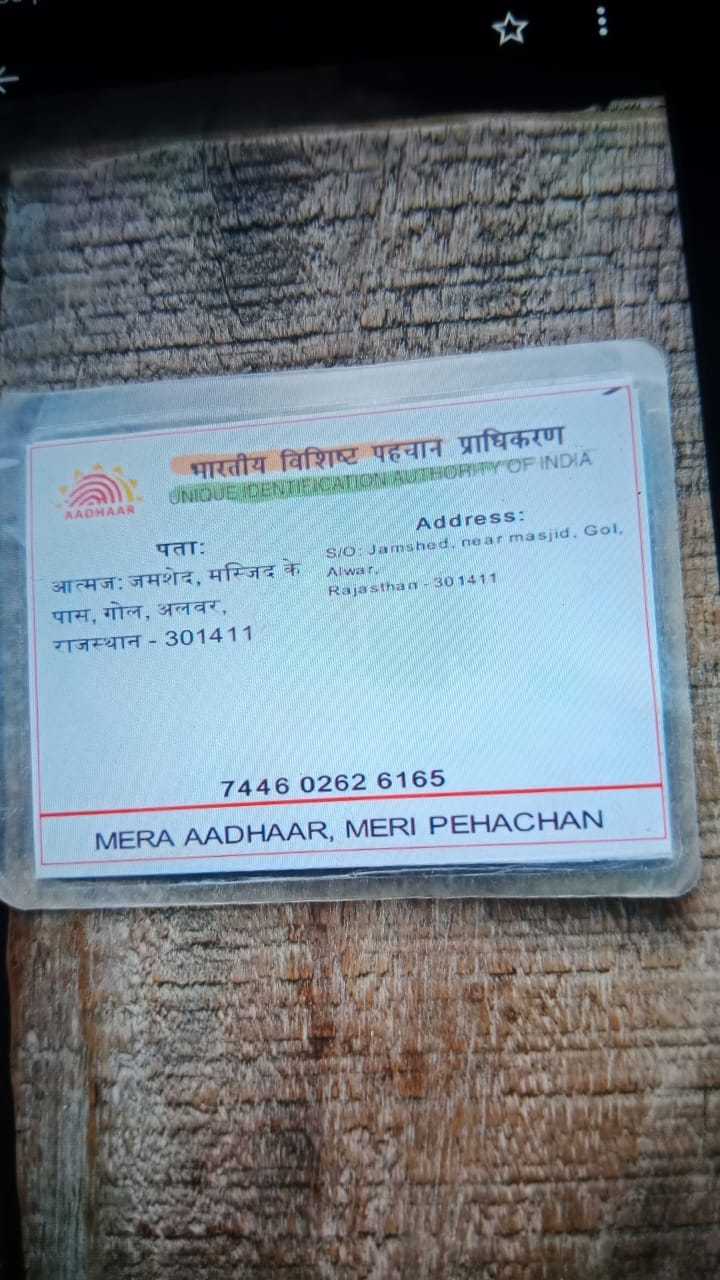 भारतीय विशिष्ट पहचान प्राधिकरण
UNIQUE IDENTIFICATION AUTHORITY OF INDIA
AADHAAR
पता:
आत्मज: जमशेद, मस्जिद के
पास, गोल, अलवर,
राजस्थान - 301411
Address:
S/O: Jamshed, near masjid, Gol,
Alwar,
Rajasthan - 301411
7446 0262 6165
MERA AADHAAR, MERI PEHACHAN